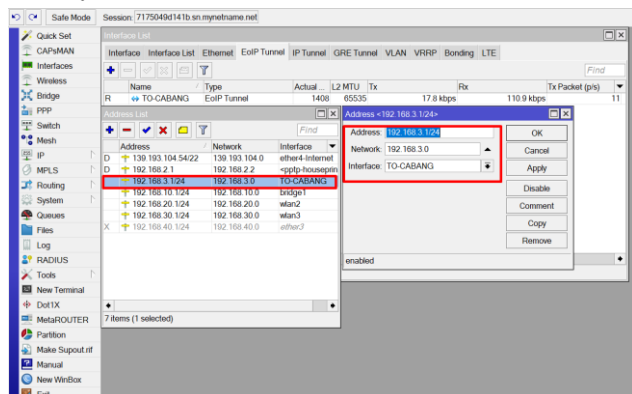 Safe Mode Session: 7175049d141b.sn.mynetname.net
Quick Set
CAPsMAN
Interfaces
Wireless
Bridge
PPP
Switch
Mesh
IP
MPLS
Routing
System
Queues
Files
Log
RADIUS
Tools
New Terminal
Dot1X
MetaROUTER
Partition
Make Supout.rif
Manual
New WinBox
Exit
Interface List
Interface Interface List Ethernet EoIP Tunnel IP Tunnel GRE Tunnel VLAN VRRP Bonding LTE
Find
Name Type Actual ... L2 MTU Tx Rx Tx Packet (p/s)
R TO-CABANG EoIP Tunnel 1408 65535 17.8 kbps 110.9 kbps 11
Address List
Find
Address Network Interface
D 139.193.104.54/22 139.193.104.0 ether4-Internet
D 192.168.2.1 192.168.2.2 <pptp-houseprin
192.168.3.1/24 192.168.3.0 TO-CABANG
192.168.10.1/24 192.168.10.0 bridge1
192.168.20.1/24 192.168.20.0 wlan2
192.168.30.1/24 192.168.30.0 wlan3
X 192.168.40.1/24 192.168.40.0 ether3
7 items (1 selected)
Address <192.168.3.1/24>
Address: 192.168.3.1/24
Network: 192.168.3.0
Interface: TO-CABANG
OK
Cancel
Apply
Disable
Comment
Copy
Remove
enabled